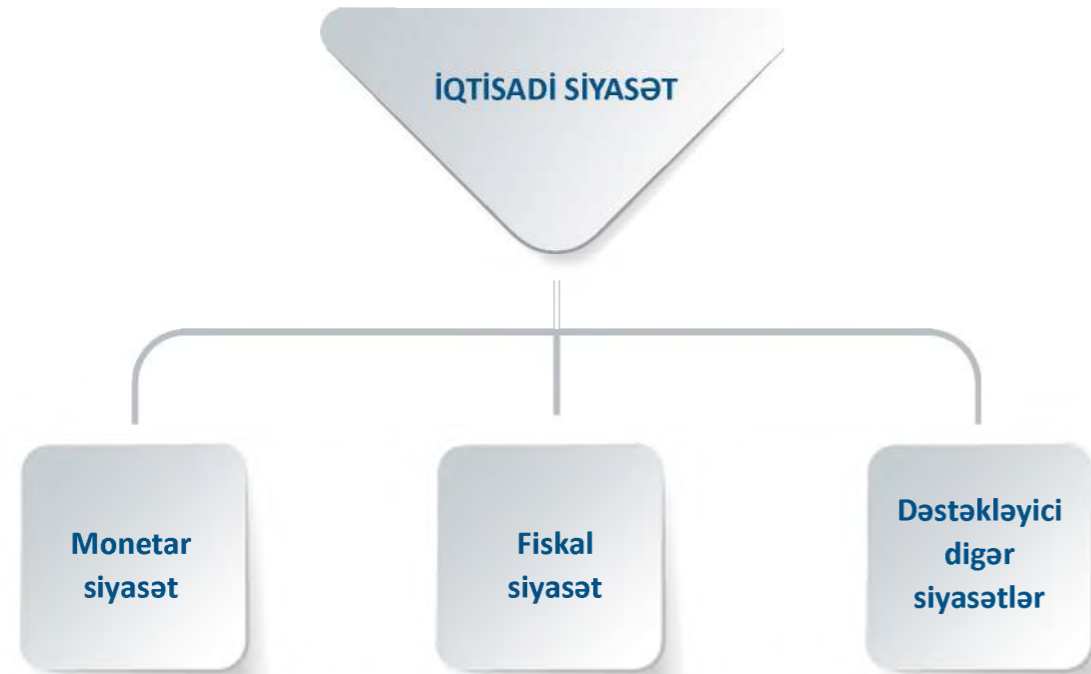 İQTİSADİ SİYASƏT
Monetar
siyasət
Fiskal
siyasət
Dəstəkləyici
digər
siyasətlər